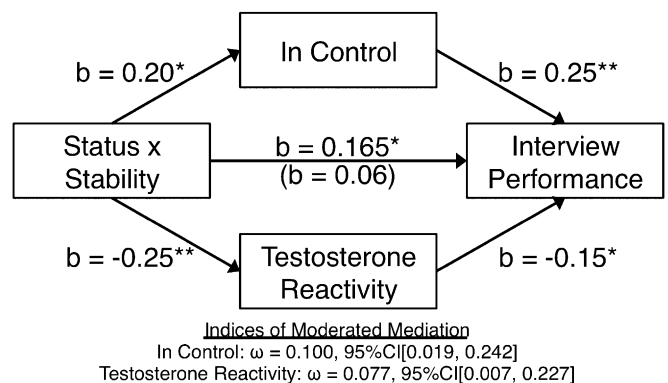 In Control
b = 0.20*
b = 0.25**
Status x
Stability
b = 0.165*
(b = 0.06)
Interview
Performance
b = -0.25**
Testosterone
Reactivity
b = -0.15*
Indices of Moderated Mediation
In Control: ω = 0.100, 95%CI[0.019, 0.242]
Testosterone Reactivity: ω = 0.077, 95%CI[0.007, 0.227]